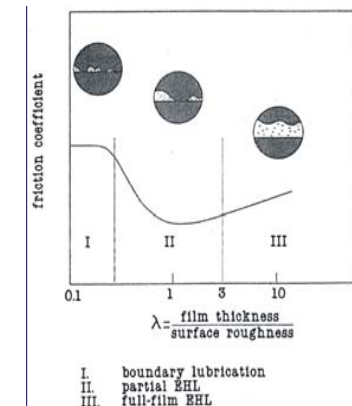 friction coefficient
I II III
0.1 1 3 10
λ= film thickness
surface roughness
I. boundary lubrication
II. partial EHL
III. full-film EHL